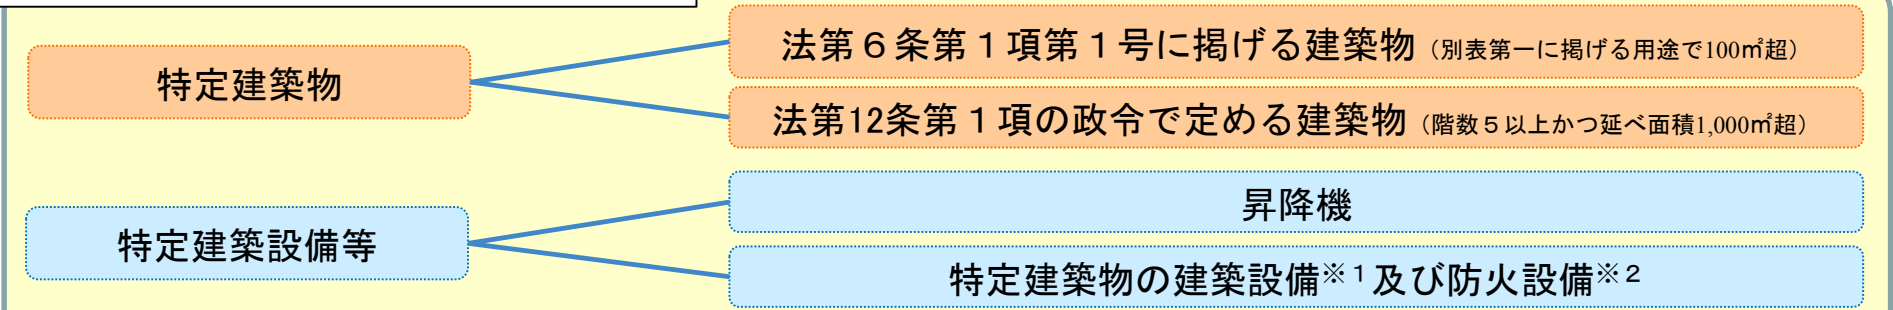 特定建築物
法第６条第１項第１号に掲げる建築物（別表第一に掲げる用途で100㎡超）
法第12条第１項の政令で定める建築物（階数５以上かつ延べ面積1,000㎡超）
特定建築設備等
昇降機
特定建築物の建築設備※１及び防火設備※２